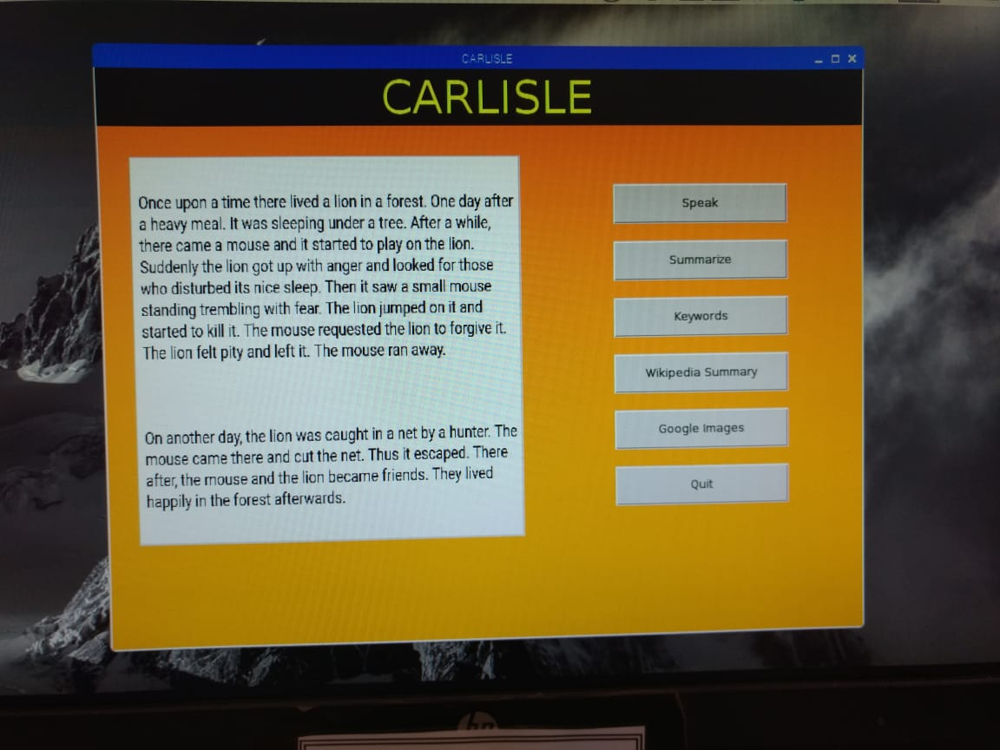 CARLISLE
CARLISLE
Once upon a time there lived a lion in a forest. One day after
a heavy meal. It was sleeping under a tree. After a while,
there came a mouse and it started to play on the lion.
Suddenly the lion got up with anger and looked for those
who disturbed its nice sleep. Then it saw a small mouse
standing trembling with fear. The lion jumped on it and
started to kill it. The mouse requested the lion to forgive it.
The lion felt pity and left it. The mouse ran away.
On another day, the lion was caught in a net by a hunter. The
mouse came there and cut the net. Thus it escaped. There
after, the mouse and the lion became friends. They lived
happily in the forest afterwards.
Speak
Summarize
Keywords
Wikipedia Summary
Google Images
Quit
hp